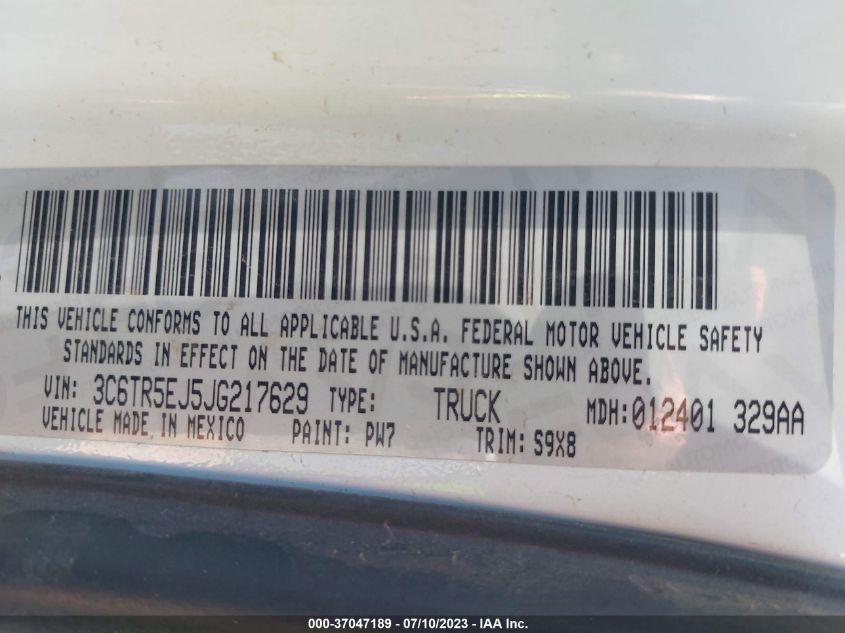 THIS VEHICLE CONFORMS TO ALL APPLICABLE U.S.A. FEDERAL MOTOR VEHICLE SAFETY
STANDARDS IN EFFECT ON THE DATE OF MANUFACTURE SHOWN ABOVE.
VIN: 3C6TR5EJ5JG217629 TYPE: TRUCK MDH:012401 329AA
VEHICLE MADE IN MEXICO PAINT: PW7 TRIM: S9X8
000-37047189 - 07/10/2023 - IAA Inc.